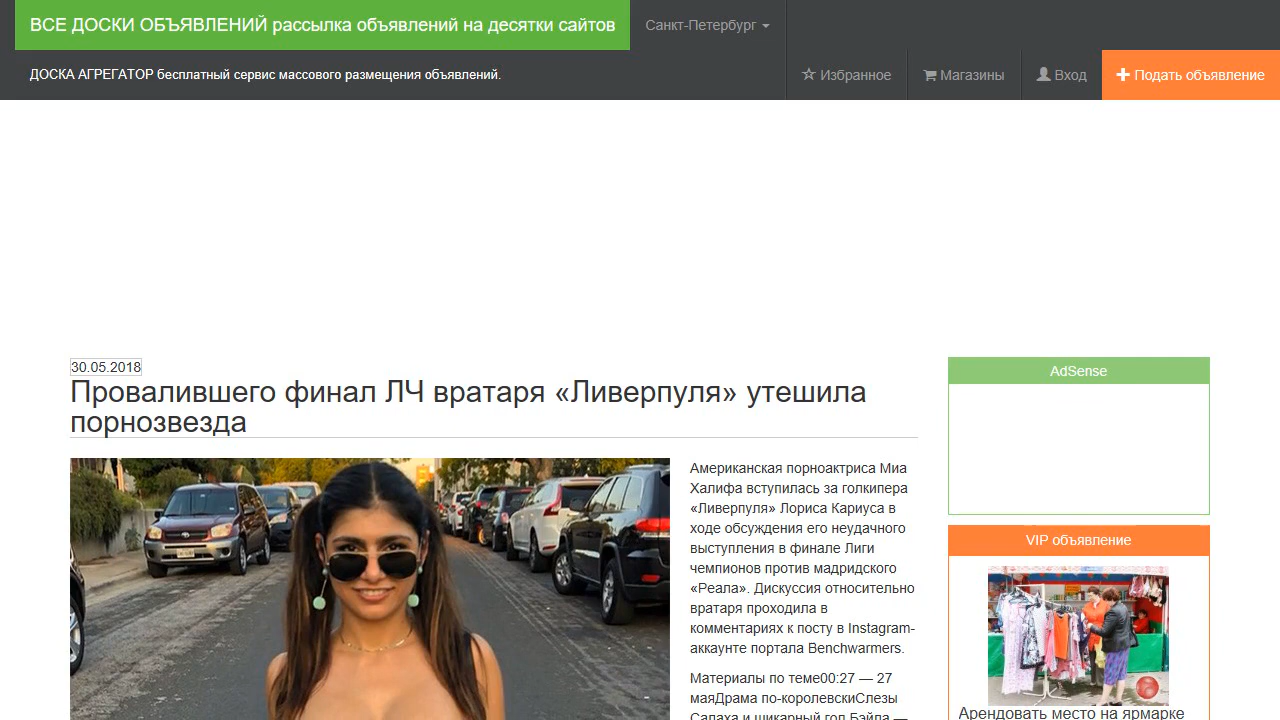 ВСЕ ДОСКИ ОБЪЯВЛЕНИЙ рассылка объявлений на десятки сайтов
Санкт-Петербург
ДОСКА АГРЕГАТОР бесплатный сервис массового размещения объявлений.
Избранное
Магазины
Вход
Подать объявление
30.05.2018
Провалившего финал ЛЧ вратаря «Ливерпуля» утешила
порнозвезда
Американская порноактриса Миа
Халифа вступилась за голкипера
«Ливерпуля» Лориса Кариуса в
ходе обсуждения его неудачного
выступления в финале Лиги
чемпионов против мадридского
«Реала». Дискуссия относительно
вратаря проходила в
комментариях к посту в Instagram-
аккаунте портала Benchwarmers.
Материалы по теме00:27 — 27
маяДрама по-королевскиСлезы
Салаха и шикарный гол Бэйла —
AdSense
VIP объявление
Арендовать место на ярмарке